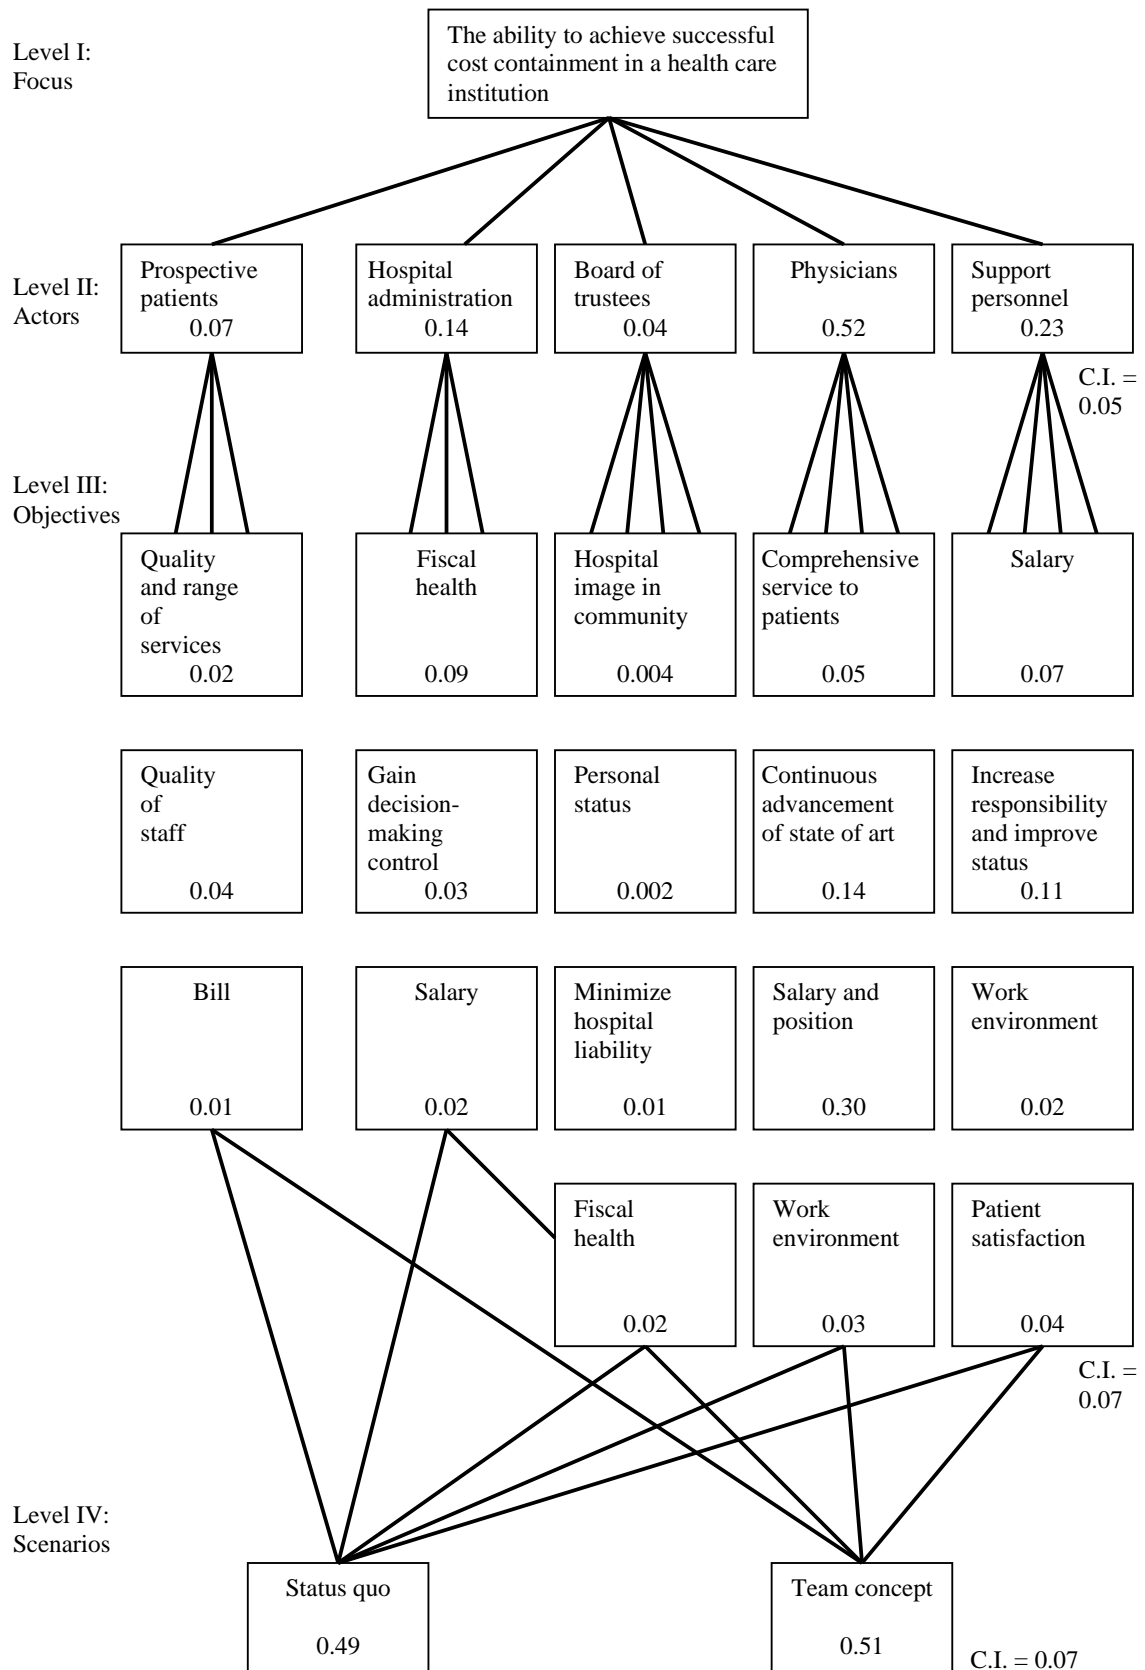 Level I:
Focus
The ability to achieve successful
cost containment in a health care
institution
Level II:
Actors
Prospective
patients
0.07
Hospital
administration
0.14
Board of
trustees
0.04
Physicians
0.52
Support
personnel
0.23
C.I. =
0.05
Level III:
Objectives
Quality
and range
of
services
0.02
Fiscal
health
0.09
Hospital
image in
community
0.004
Comprehensive
service to
patients
0.05
Salary
0.07
Quality
of
staff
0.04
Gain
decision-
making
control
0.03
Personal
status
0.002
Continuous
advancement
of state of art
0.14
Increase
responsibility
and improve
status
0.11
Bill
0.01
Salary
0.02
Minimize
hospital
liability
0.01
Salary and
position
0.30
Work
environment
0.02
Fiscal
health
0.02
Work
environment
0.03
Patient
satisfaction
0.04
C.I. =
0.07
Level IV:
Scenarios
Status quo
0.49
Team concept
0.51
C.I. = 0.07